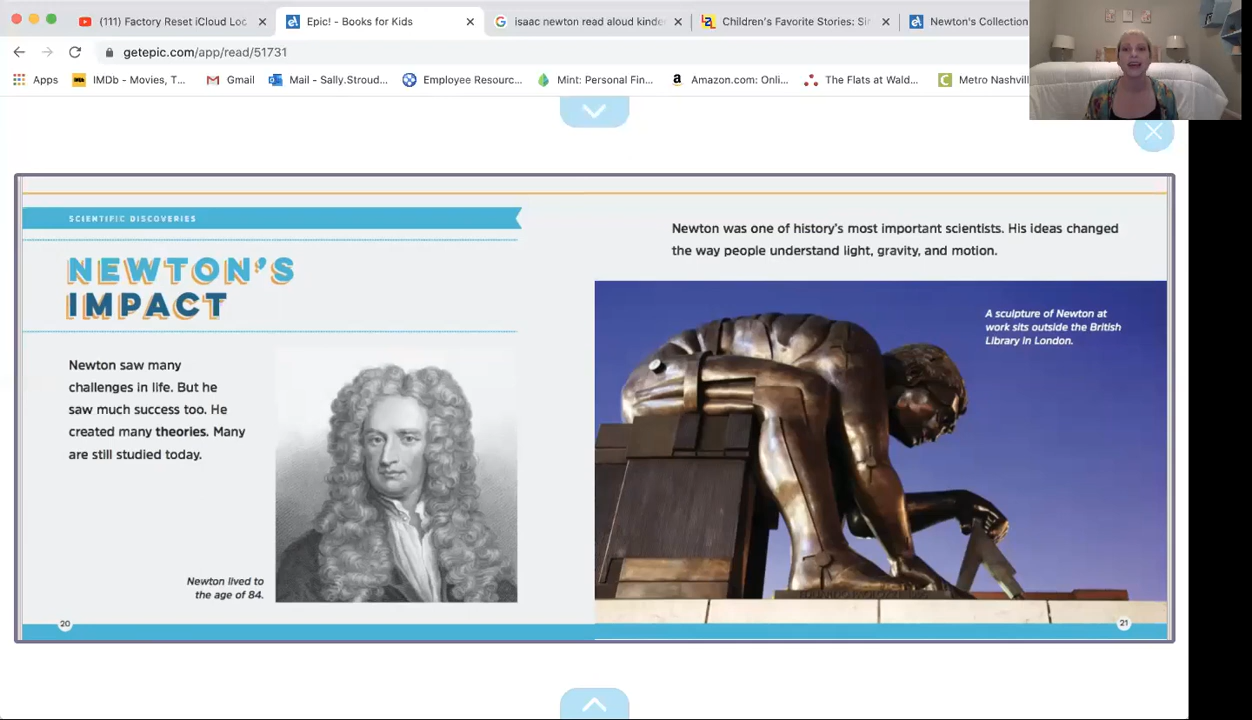 (111) Factory Reset iCloud Loc
Epic! - Books for Kids
isaac newton read aloud kinde
Children's Favorite Stories: Sir
Newton's Collection
getepic.com/app/read/51731
Apps
IMDb - Movies, T...
Gmail
Mail - Sally.Stroud...
Employee Resourc...
Mint: Personal Fin...
Amazon.com: Onli...
The Flats at Wald...
Metro Nashvil
SCIENTIFIC DISCOVERIES
NEWTON'S
IMPACT
Newton saw many
challenges in life. But he
saw much success too. He
created many theories. Many
are still studied today.
Newton lived to
the age of 84.
20
Newton was one of history's most important scientists. His ideas changed
the way people understand light, gravity, and motion.
A sculpture of Newton at
work sits outside the British
Library in London.
21